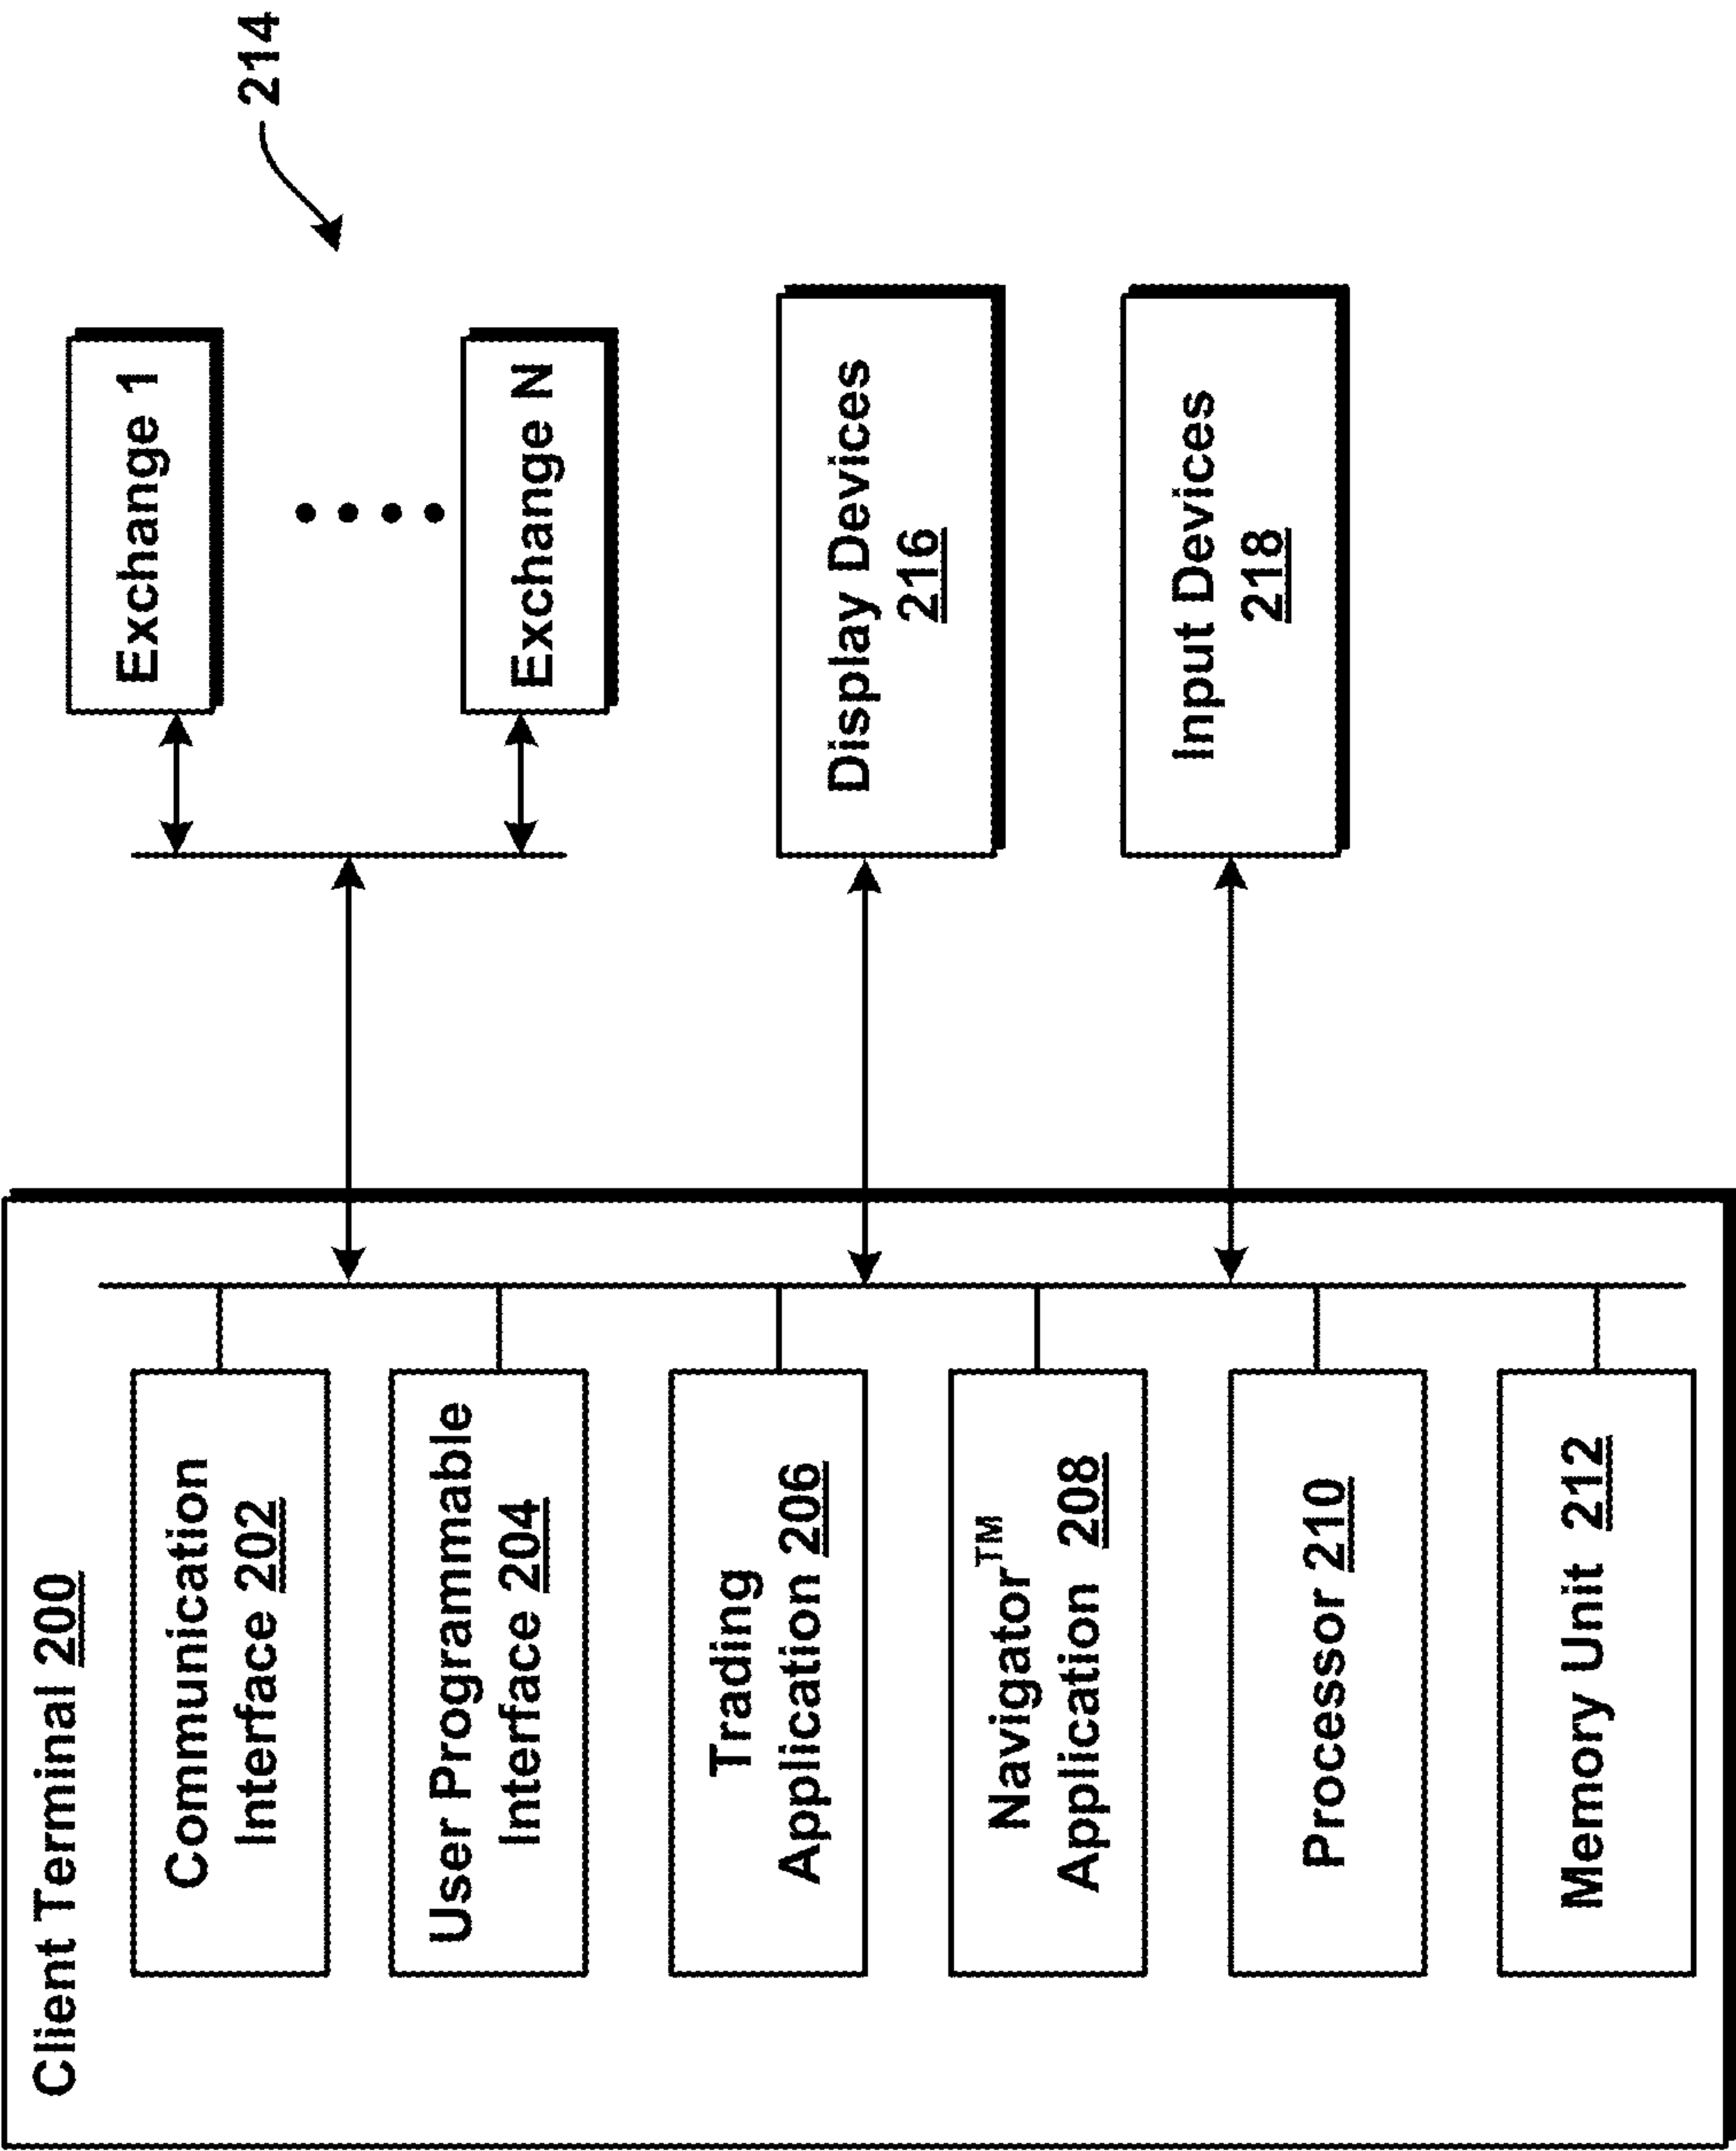 Client Terminal 200
Communication
Interface 202
User Programmable
Interface 204
Trading
Application 206
Navigator™
Application 208
Processor 210
Memory Unit 212
Exchange 1
Exchange N
214
Display Devices
216
Input Devices
218